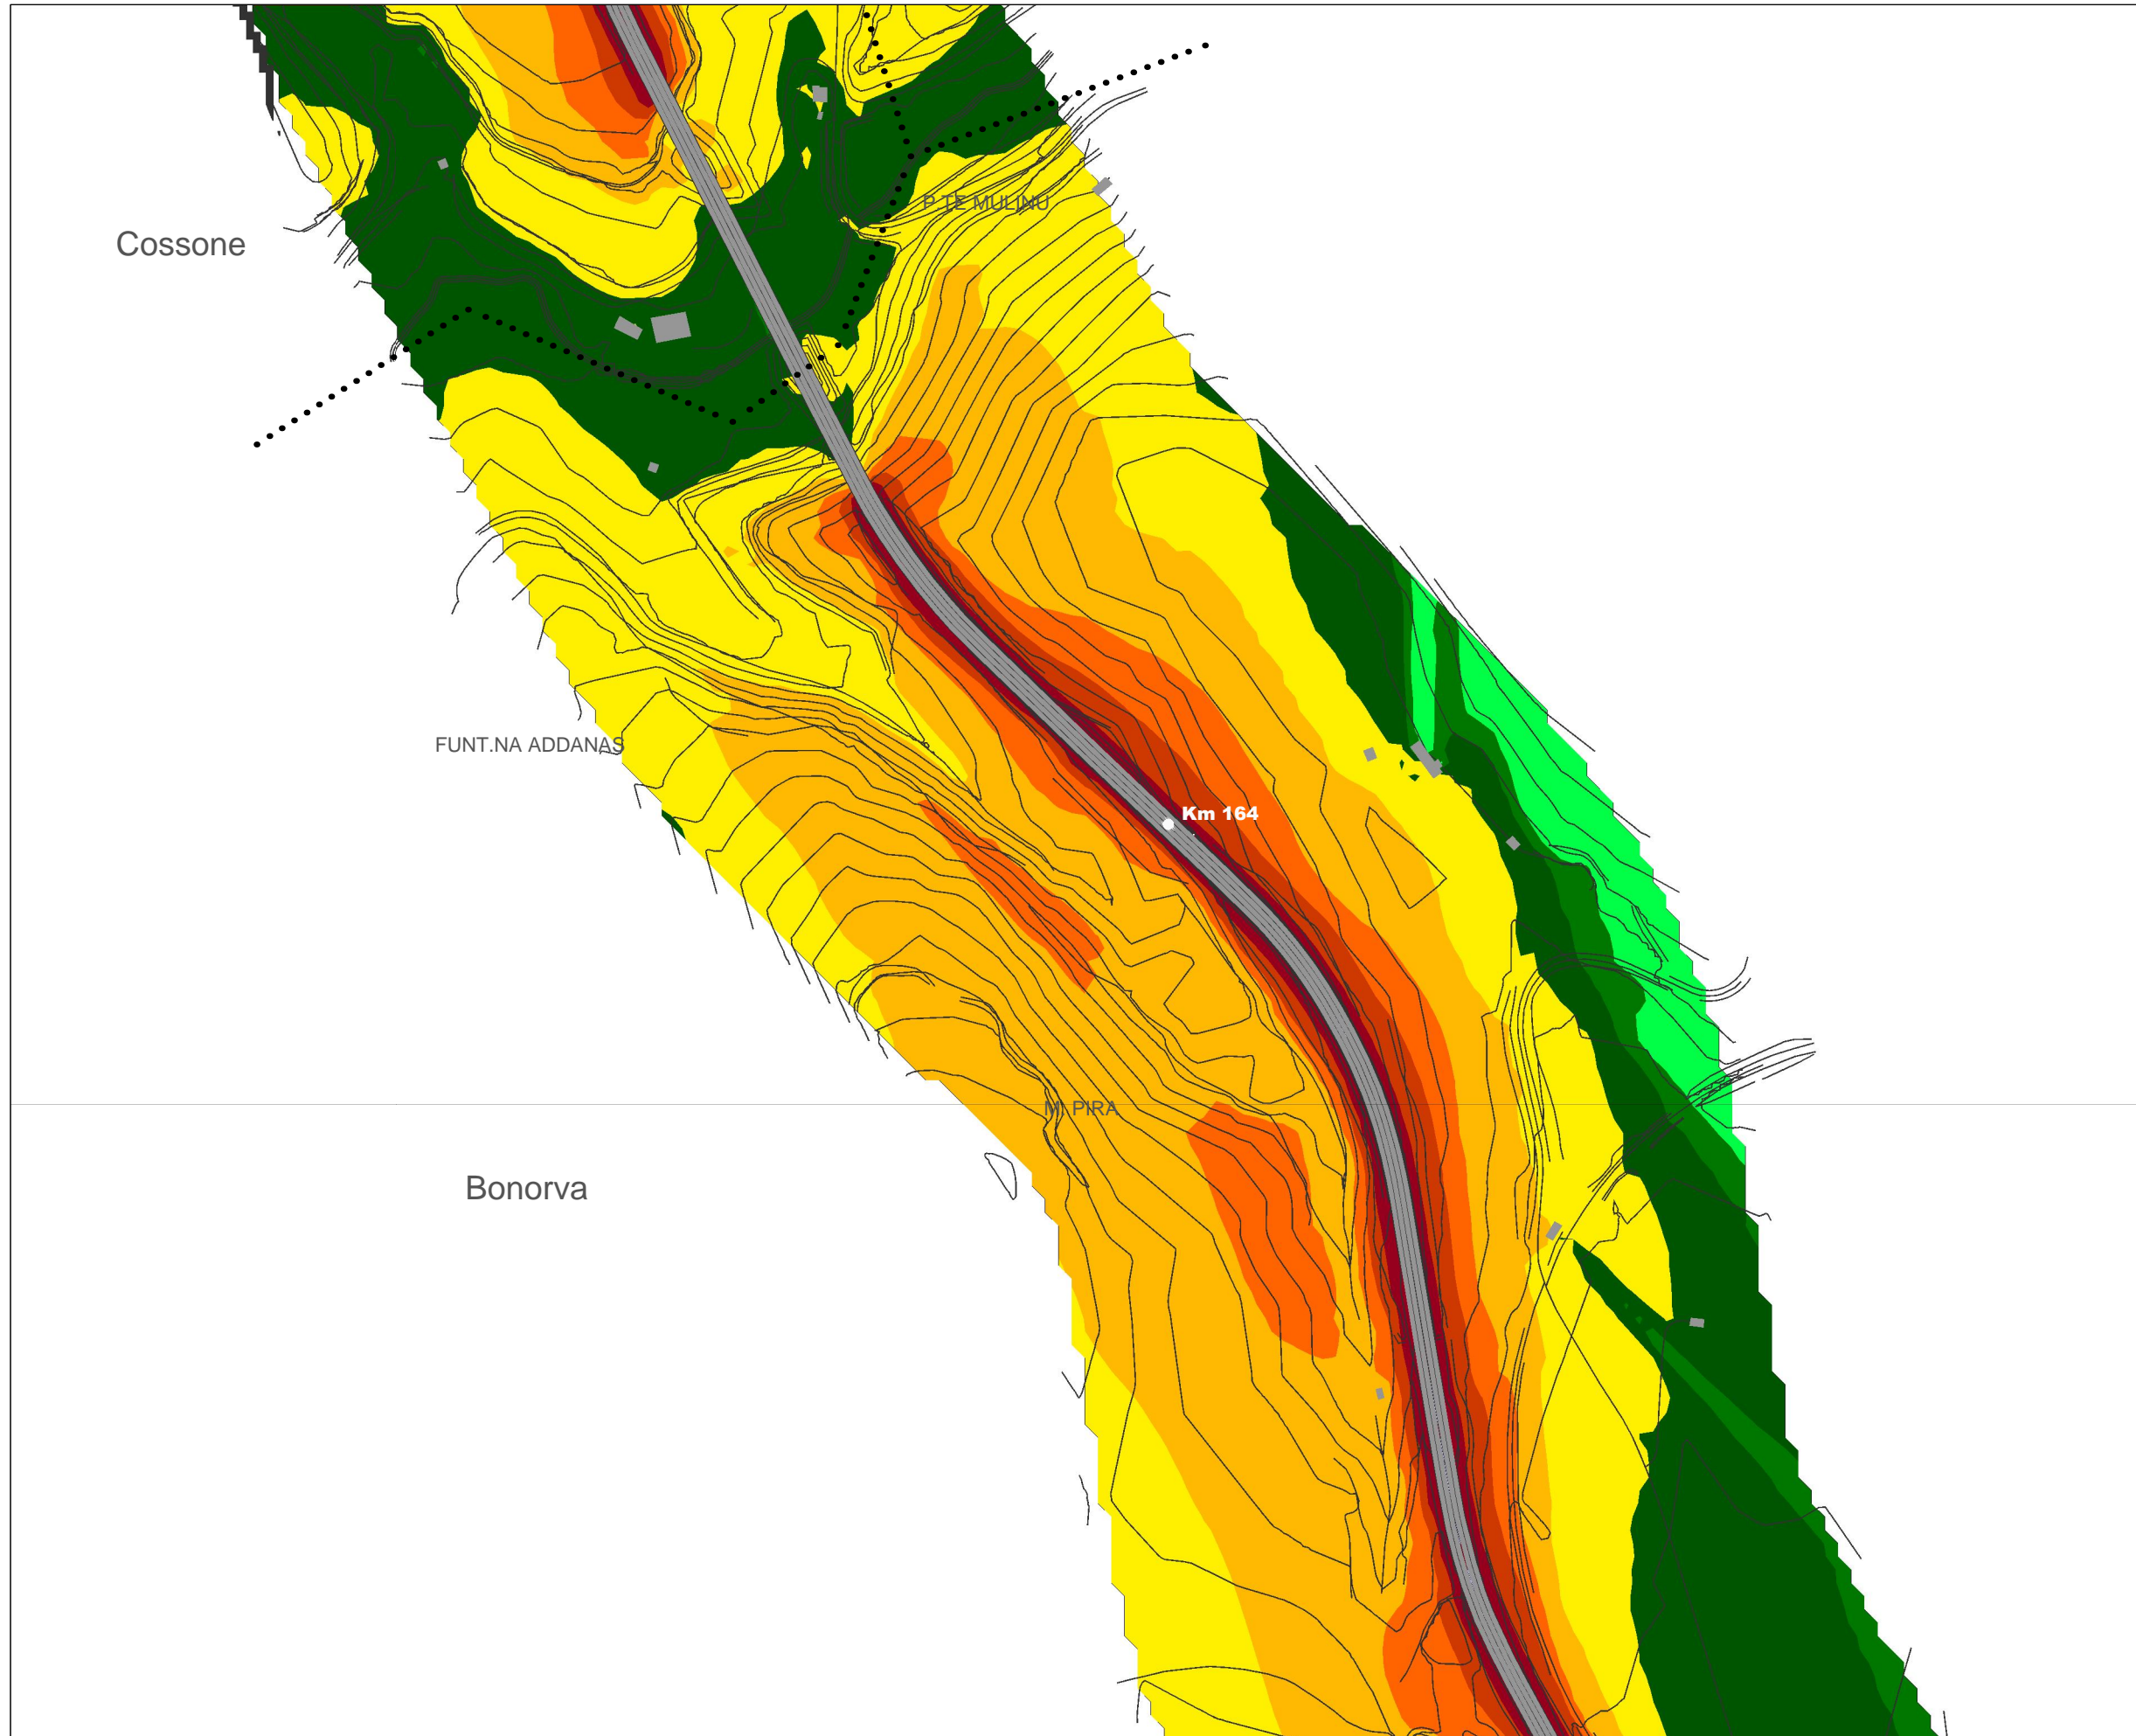 P.TE MULINU
Cossone
FUNT.NA ADDANAS
Km 164
M. PIRA
Bonorva